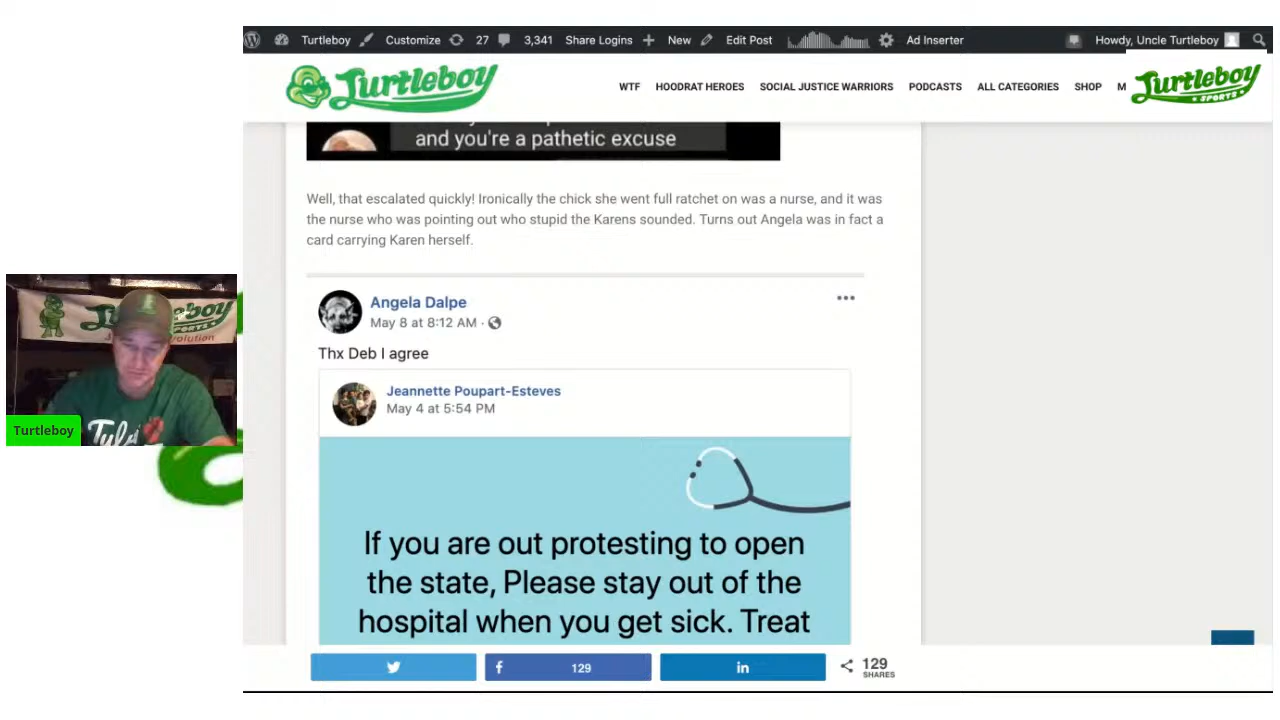 Turtleboy Customize 27 3,341 Share Logins New Edit Post Ad Inserter Howdy, Uncle Turtleboy
Turtleboy
WTF HOODRAT HEROES SOCIAL JUSTICE WARRIORS PODCASTS ALL CATEGORIES SHOP M
Turtleboy
SPORTS
and you're a pathetic excuse
Well, that escalated quickly! Ironically the chick she went full ratchet on was a nurse, and it was
the nurse who was pointing out who stupid the Karens sounded. Turns out Angela was in fact a
card carrying Karen herself.
Angela Dalpe
May 8 at 8:12 AM ·
Thx Deb I agree
Jeannette Poupart-Esteves
May 4 at 5:54 PM
If you are out protesting to open
the state, Please stay out of the
hospital when you get sick. Treat
Turtleboy
f 129
in
129
SHARES